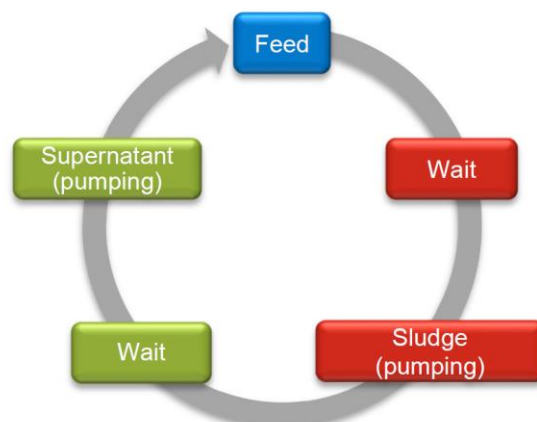 Feed
Wait
Sludge
(pumping)
Wait
Supernatant
(pumping)